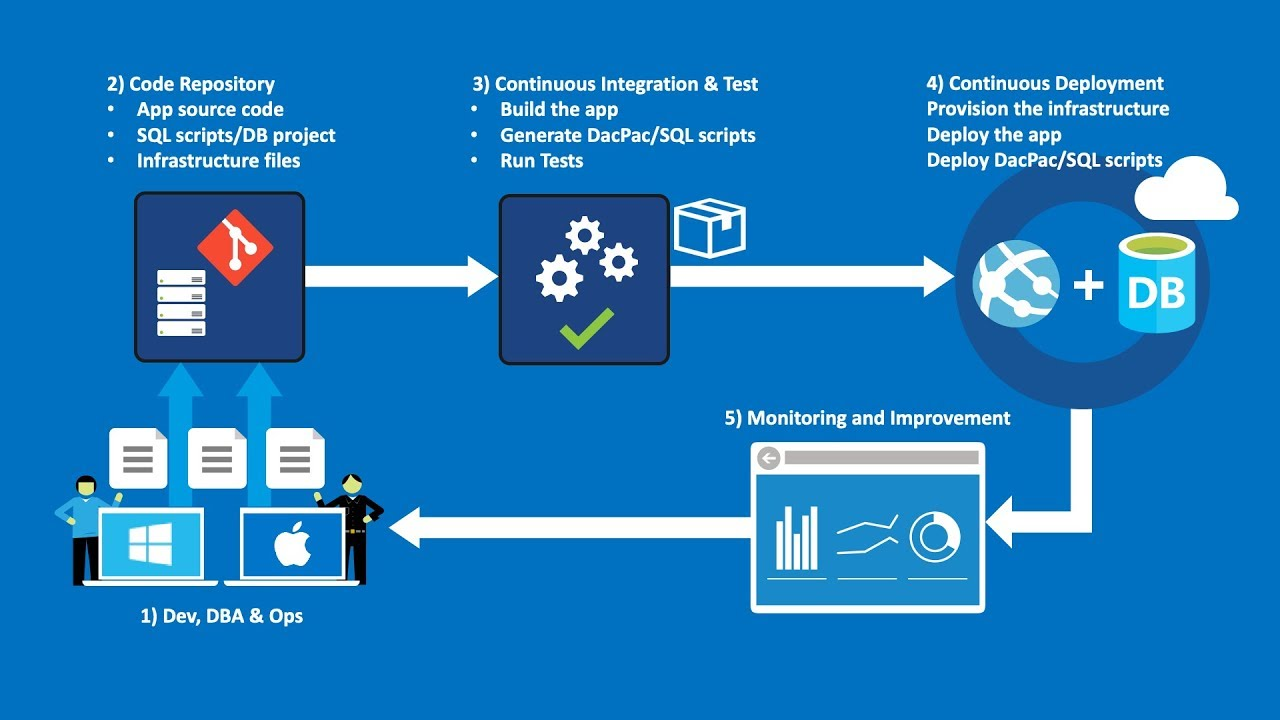 2) Code Repository
• App source code
• SQL scripts/DB project
• Infrastructure files
3) Continuous Integration & Test
• Build the app
• Generate DacPac/SQL scripts
• Run Tests
4) Continuous Deployment
Provision the infrastructure
Deploy the app
Deploy DacPac/SQL scripts
+
DB
5) Monitoring and Improvement
1) Dev, DBA & Ops